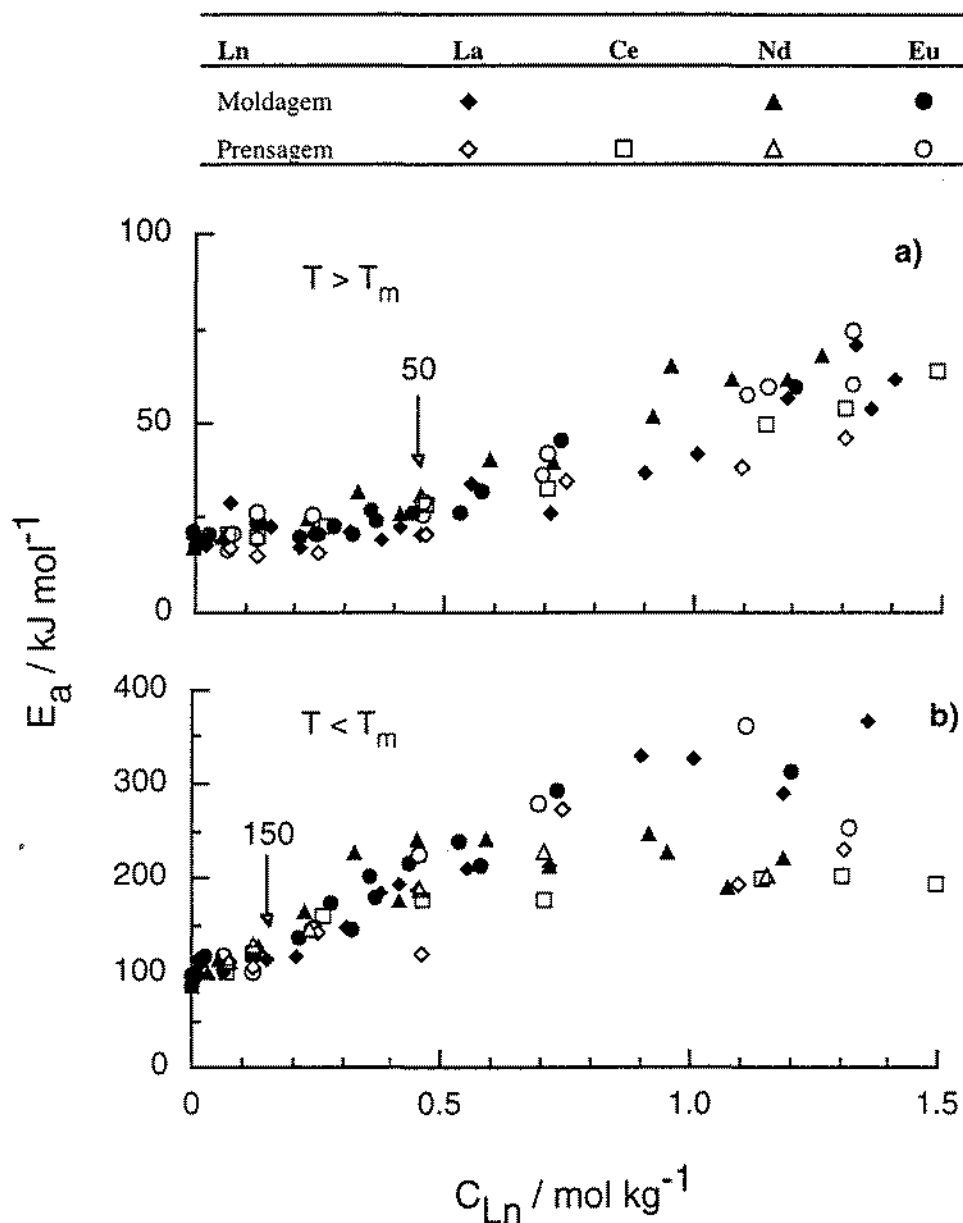 Ln La Ce Nd Eu
Moldagem
Prensagem
100
a)
T > Tm
50
50
0
Ea / kJ mol-1
400
b)
T < Tm
300
150
200
100
0
0 0.5 1.0 1.5
CLn / mol kg-1